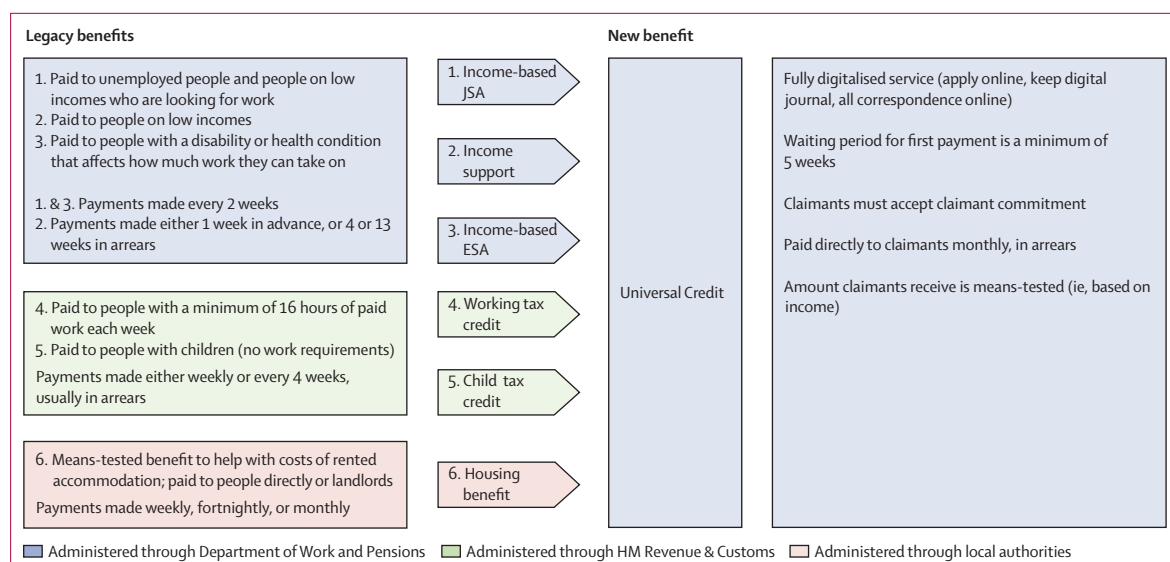 Legacy benefits
New benefit
1. Paid to unemployed people and people on low
incomes who are looking for work
2. Paid to people on low incomes
3. Paid to people with a disability or health condition
that affects how much work they can take on
1. & 3. Payments made every 2 weeks
2. Payments made either 1 week in advance, or 4 or 13
weeks in arrears
1. Income-based
JSA
2. Income
support
3. Income-based
ESA
4. Paid to people with a minimum of 16 hours of paid
work each week
5. Paid to people with children (no work requirements)
Payments made either weekly or every 4 weeks,
usually in arrears
4. Working tax
credit
5. Child tax
credit
6. Means-tested benefit to help with costs of rented
accommodation; paid to people directly or landlords
Payments made weekly, fortnightly, or monthly
6. Housing
benefit
Universal Credit
Fully digitalised service (apply online, keep digital
journal, all correspondence online)
Waiting period for first payment is a minimum of
5 weeks
Claimants must accept claimant commitment
Paid directly to claimants monthly, in arrears
Amount claimants receive is means-tested (ie, based on
income)
Administered through Department of Work and Pensions
Administered through HM Revenue & Customs
Administered through local authorities